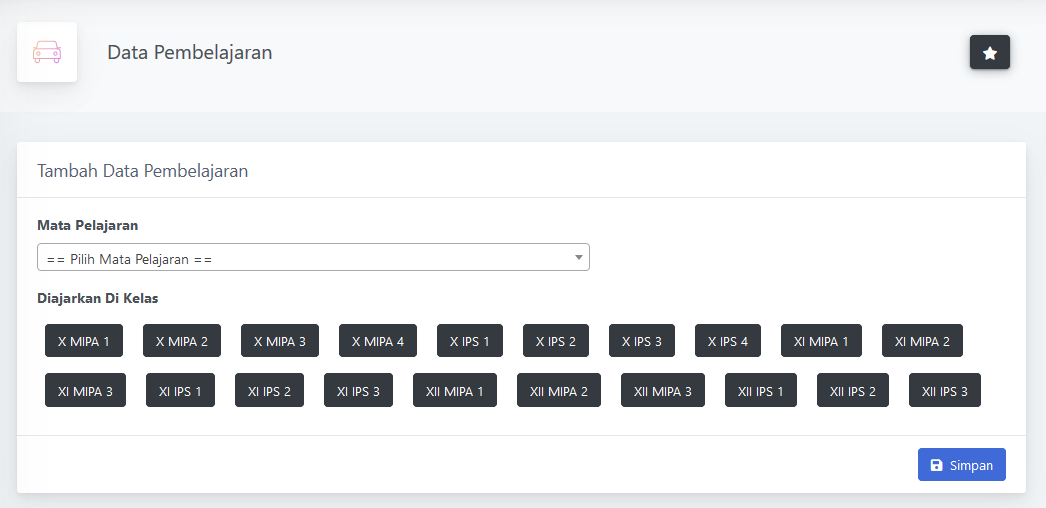 Data Pembelajaran
Tambah Data Pembelajaran
Mata Pelajaran
== Pilih Mata Pelajaran ==
Diajarkan Di Kelas
X MIPA 1 X MIPA 2 X MIPA 3 X MIPA 4 X IPS 1 X IPS 2 X IPS 3 X IPS 4 XI MIPA 1 XI MIPA 2
XI MIPA 3 XI IPS 1 XI IPS 2 XI IPS 3 XII MIPA 1 XII MIPA 2 XII MIPA 3 XII IPS 1 XII IPS 2 XII IPS 3
Simpan